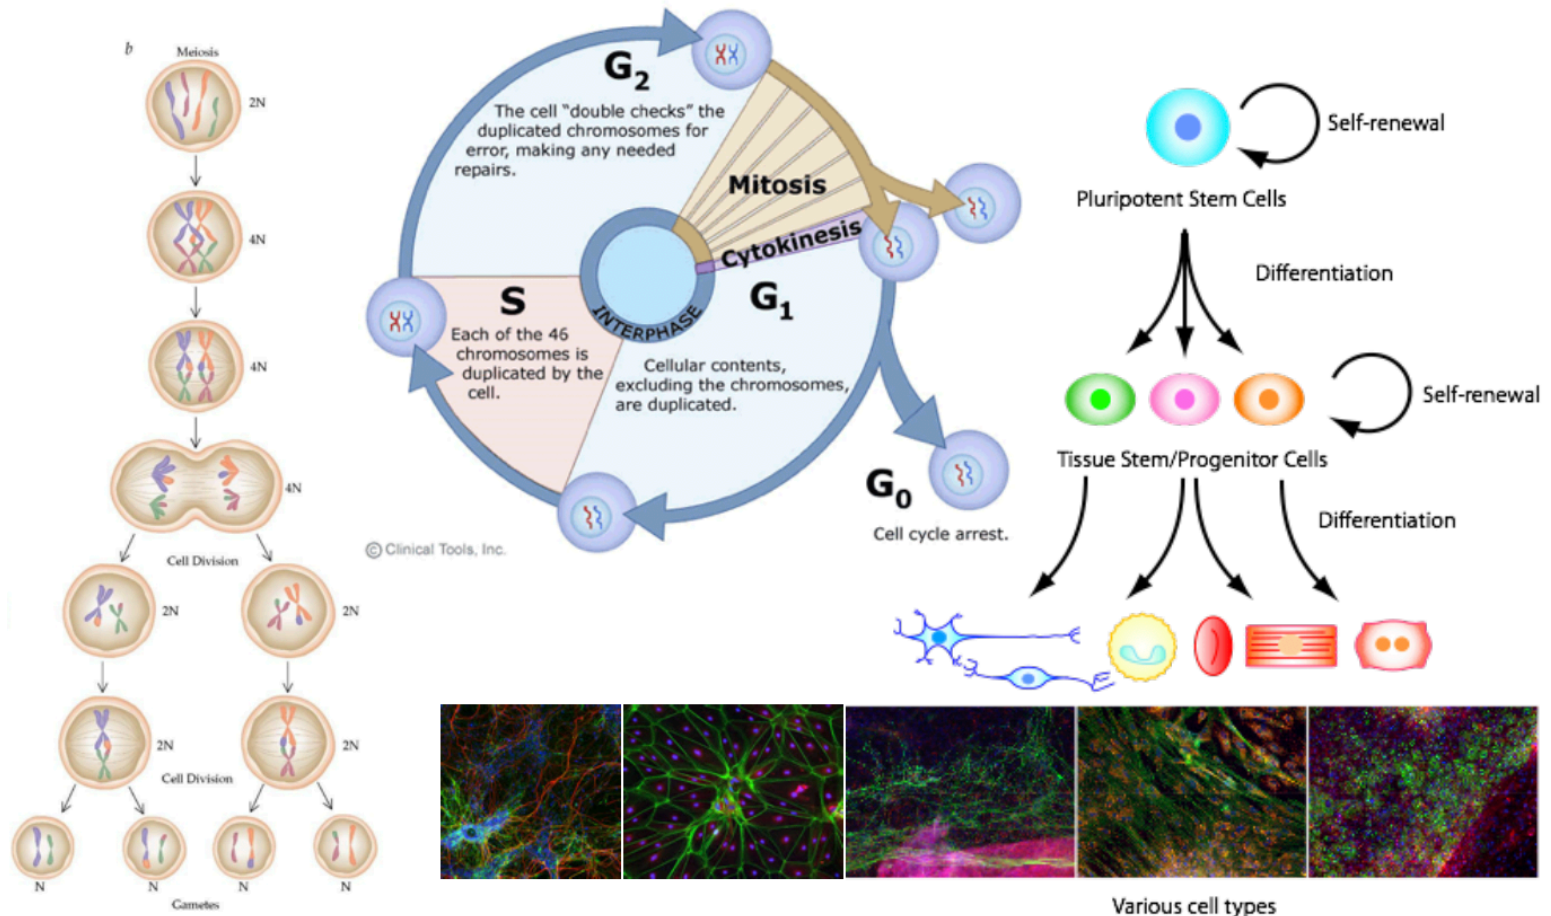 b
Meiosis
2N
4N
4N
4N
Cell Division
2N
2N
2N
2N
Cell Division
N
N
N
N
Gametes
G2
The cell “double checks” the
duplicated chromosomes for
error, making any needed
repairs.
Mitosis
Cytokinesis
S
Each of the 46
chromosomes is
duplicated by the
cell.
INTERPHASE
G1
Cellular contents,
excluding the chromosomes,
are duplicated.
G0
Cell cycle arrest.
© Clinical Tools, Inc.
Self-renewal
Pluripotent Stem Cells
Differentiation
Self-renewal
Tissue Stem/Progenitor Cells
Differentiation
Various cell types